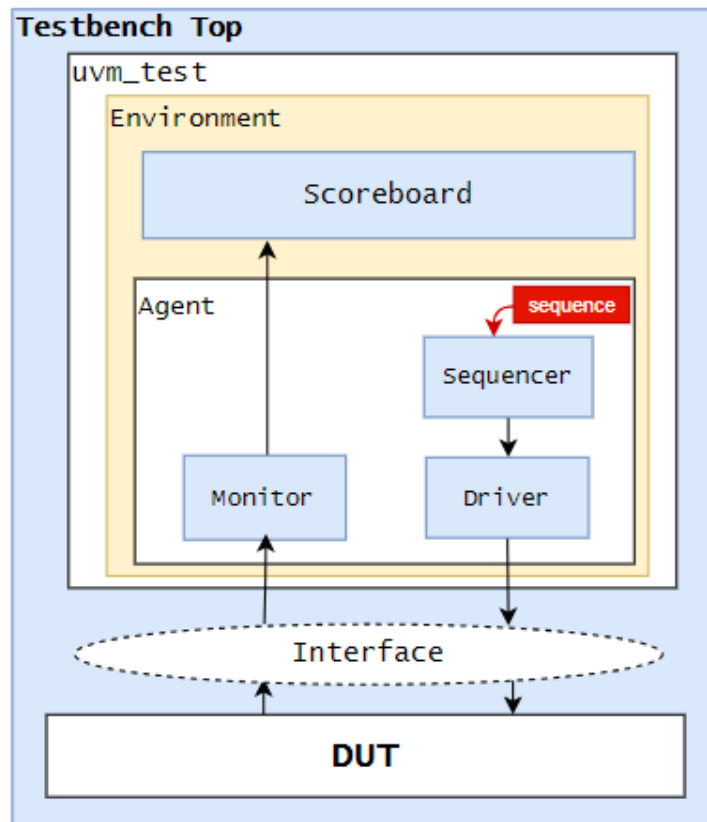 Testbench Top
uvm_test
Environment
Scoreboard
Agent
sequence
Sequencer
Monitor
Driver
Interface
DUT